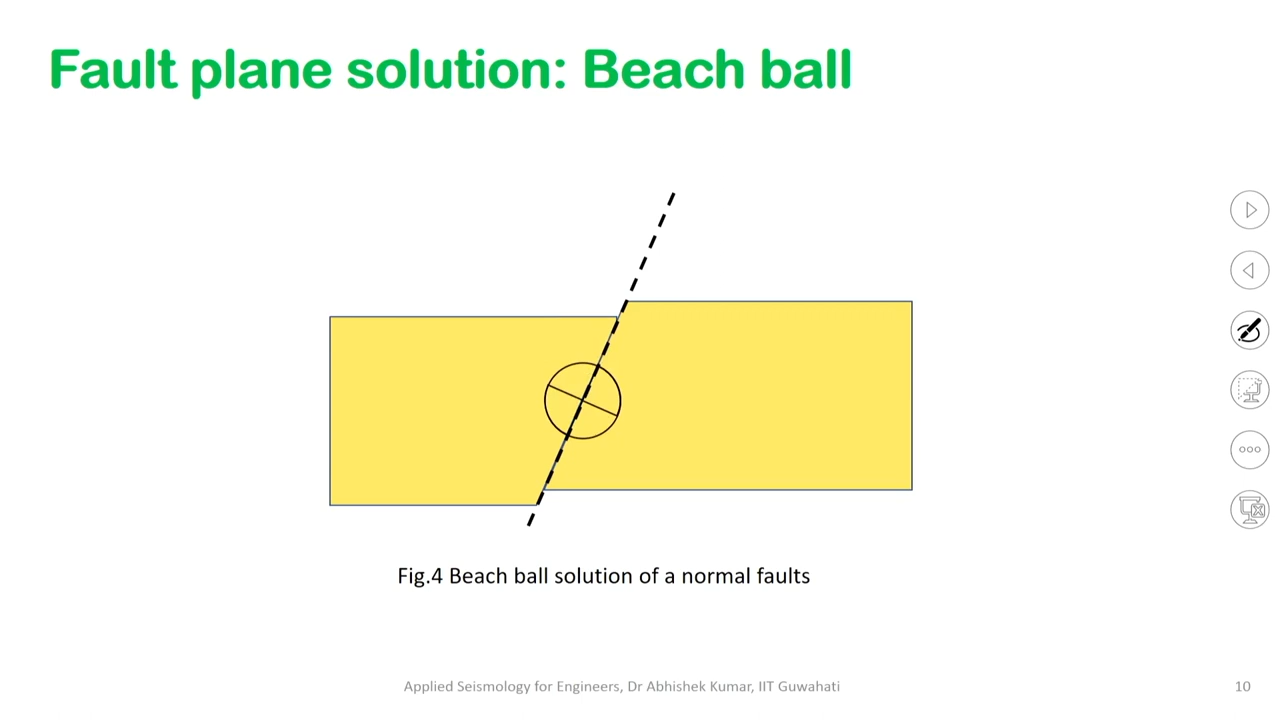 Fault plane solution: Beach ball
Fig.4 Beach ball solution of a normal faults
Applied Seismology for Engineers, Dr Abhishek Kumar, IIT Guwahati
10